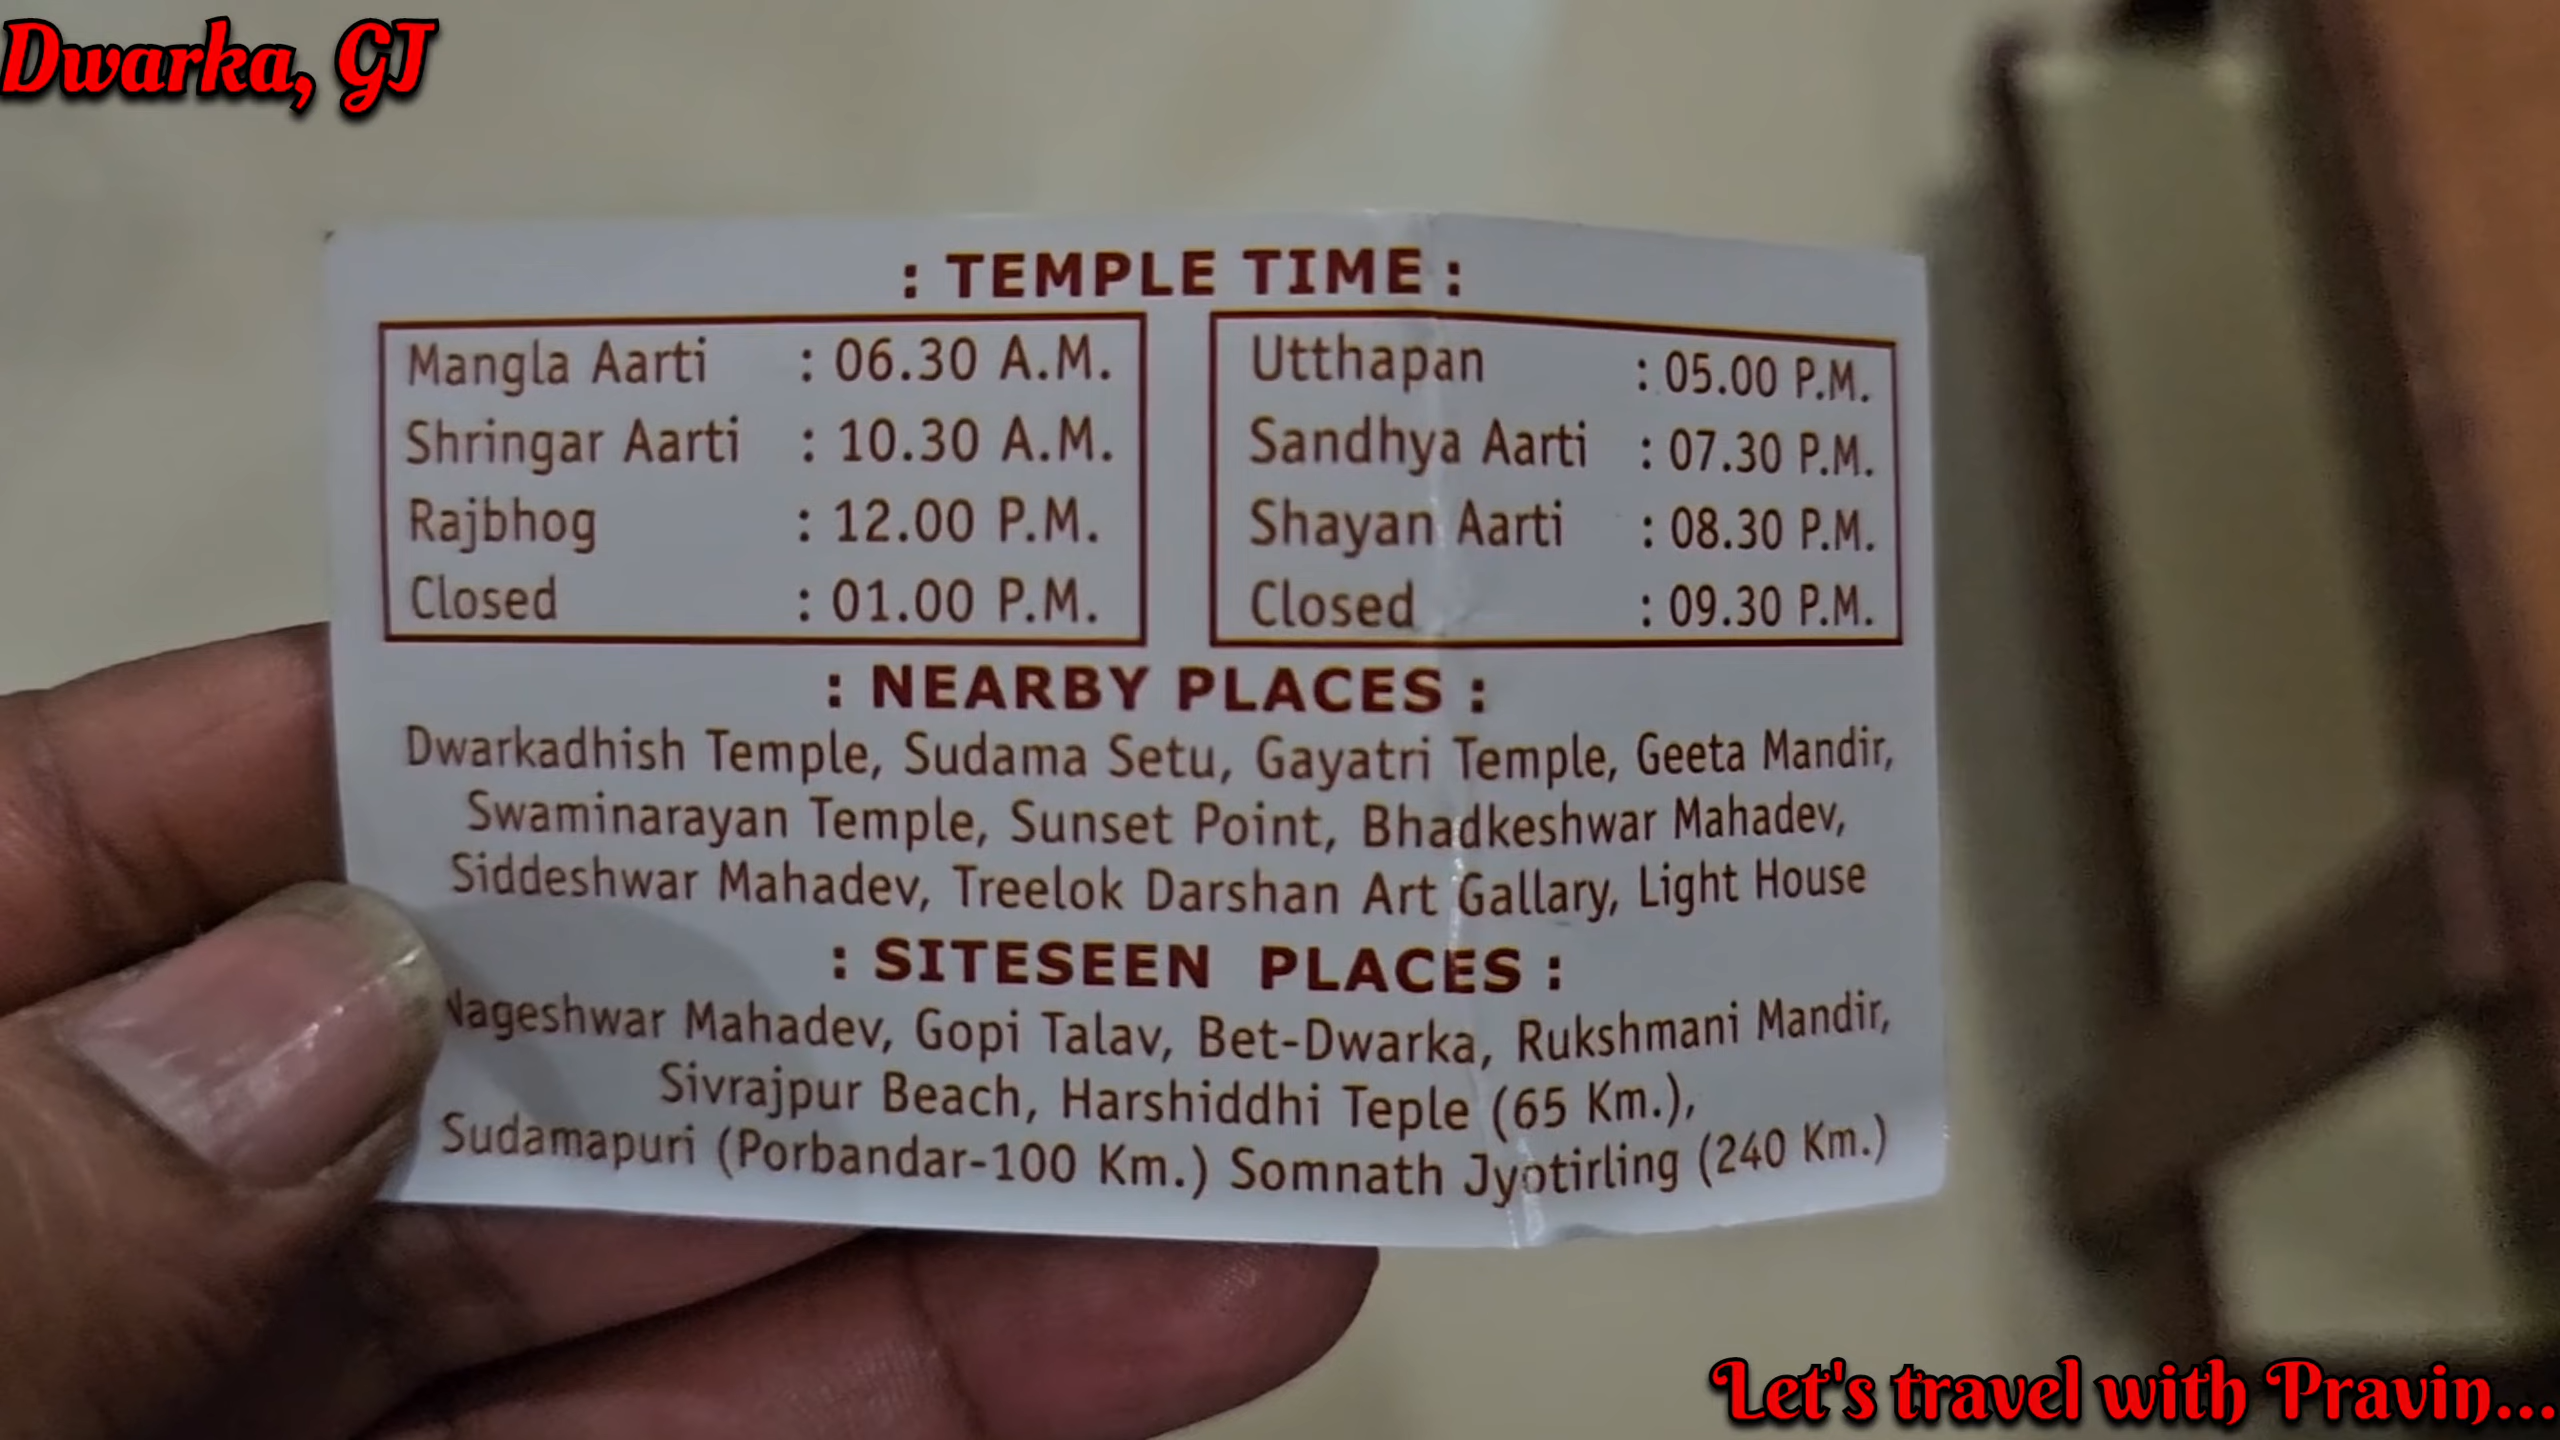 Dwarka, GJ
: TEMPLE TIME :
Mangla Aarti : 06.30 A.M.
Shringar Aarti : 10.30 A.M.
Rajbhog : 12.00 P.M.
Closed : 01.00 P.M.
Utthapan : 05.00 P.M.
Sandhya Aarti : 07.30 P.M.
Shayan Aarti : 08.30 P.M.
Closed : 09.30 P.M.
: NEARBY PLACES :
Dwarkadhish Temple, Sudama Setu, Gayatri Temple, Geeta Mandir,
Swaminarayan Temple, Sunset Point, Bhadkeshwar Mahadev,
Siddeshwar Mahadev, Treelok Darshan Art Gallary, Light House
: SITESEEN PLACES :
Nageshwar Mahadev, Gopi Talav, Bet-Dwarka, Rukshmani Mandir,
Sivrajpur Beach, Harshiddhi Teple (65 Km.),
Sudamapuri (Porbandar-100 Km.) Somnath Jyotirling (240 Km.)
Let's travel with Pravin...